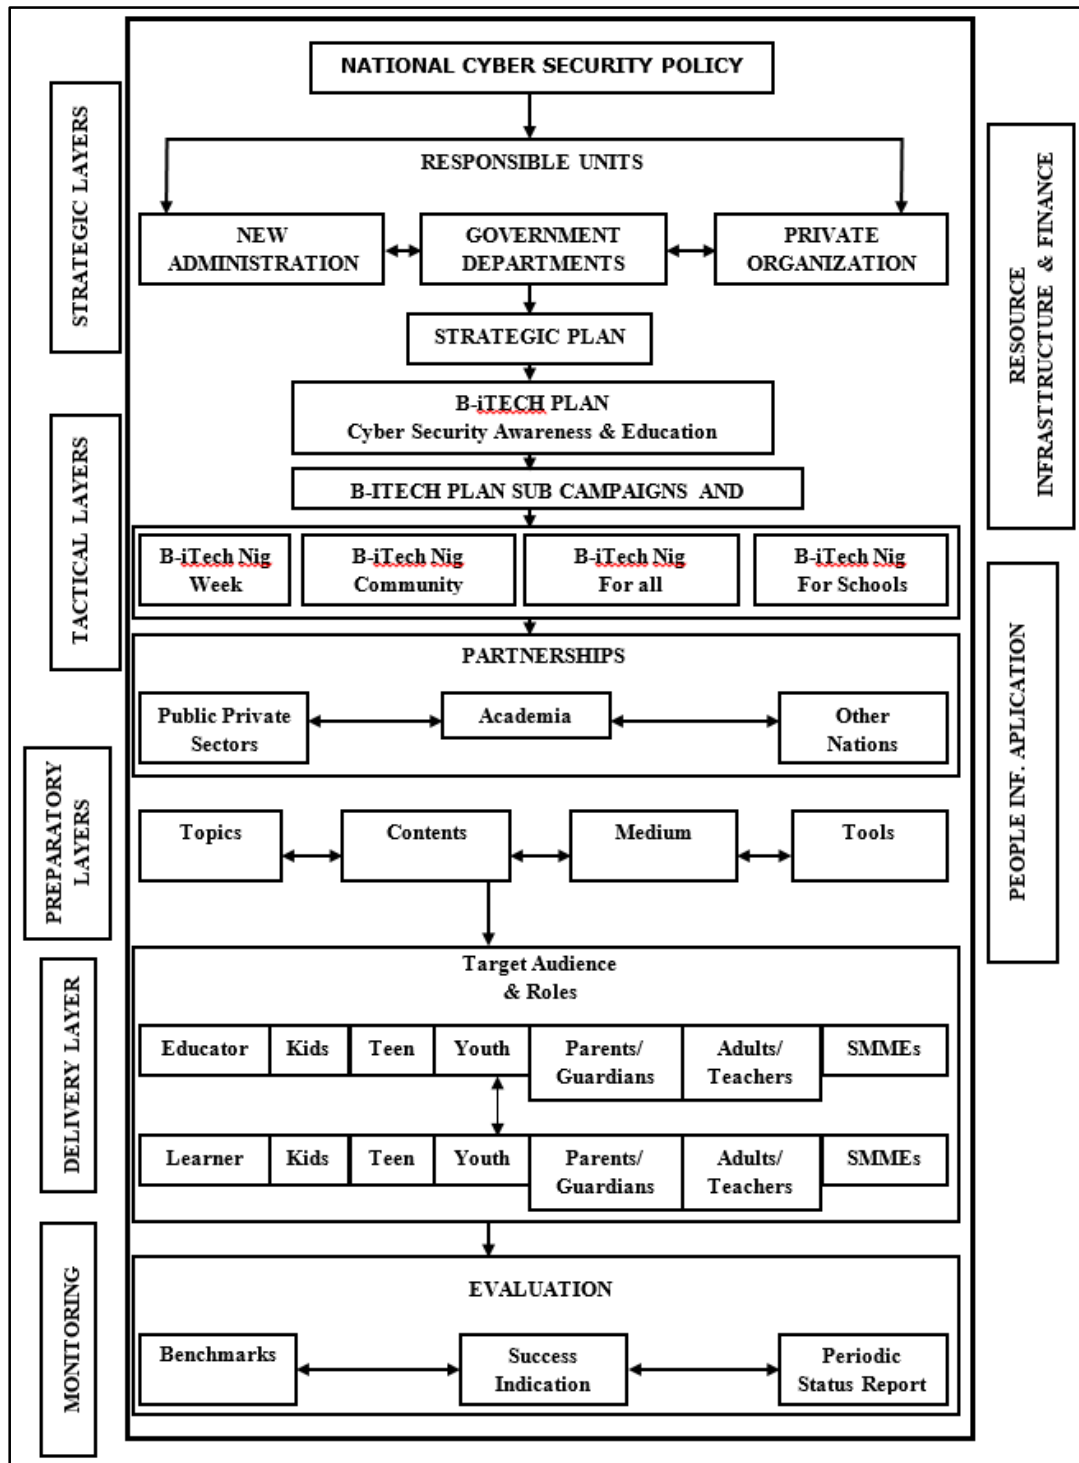 NATIONAL CYBER SECURITY POLICY
STRATEGIC LAYERS
RESPONSIBLE UNITS
NEW
ADMINISTRATION
GOVERNMENT
DEPARTMENTS
PRIVATE
ORGANIZATION
RESOURCE
INFRASTTRUCTURE & FINANCE
STRATEGIC PLAN
B-iTECH PLAN
Cyber Security Awareness & Education
TACTICAL LAYERS
B-ITECH PLAN SUB CAMPAIGNS AND
B-iTech Nig
Week
B-iTech Nig
Community
B-iTech Nig
For all
B-iTech Nig
For Schools
PARTNERSHIPS
Public Private
Sectors
Academia
Other
Nations
PEOPLE INF. APLICATION
PREPARATORY
LAYERS
Topics
Contents
Medium
Tools
DELIVERY LAYER
Target Audience
& Roles
Educator
Kids
Teen
Youth
Parents/
Guardians
Adults/
Teachers
SMMEs
Learner
Kids
Teen
Youth
Parents/
Guardians
Adults/
Teachers
SMMEs
MONITORING
EVALUATION
Benchmarks
Success
Indication
Periodic
Status Report